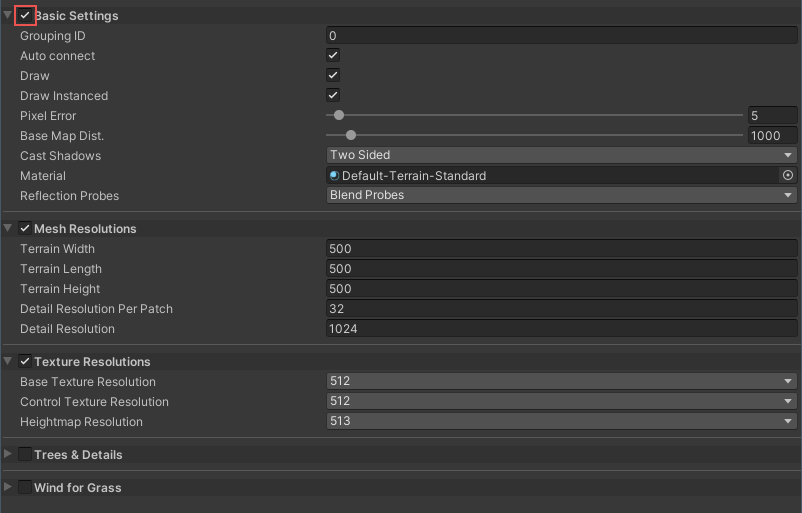 Basic Settings
Grouping ID 0
Auto connect
Draw
Draw Instanced
Pixel Error 5
Base Map Dist. 1000
Cast Shadows Two Sided
Material Default-Terrain-Standard
Reflection Probes Blend Probes
Mesh Resolutions
Terrain Width 500
Terrain Length 500
Terrain Height 500
Detail Resolution Per Patch 32
Detail Resolution 1024
Texture Resolutions
Base Texture Resolution 512
Control Texture Resolution 512
Heightmap Resolution 513
Trees & Details
Wind for Grass